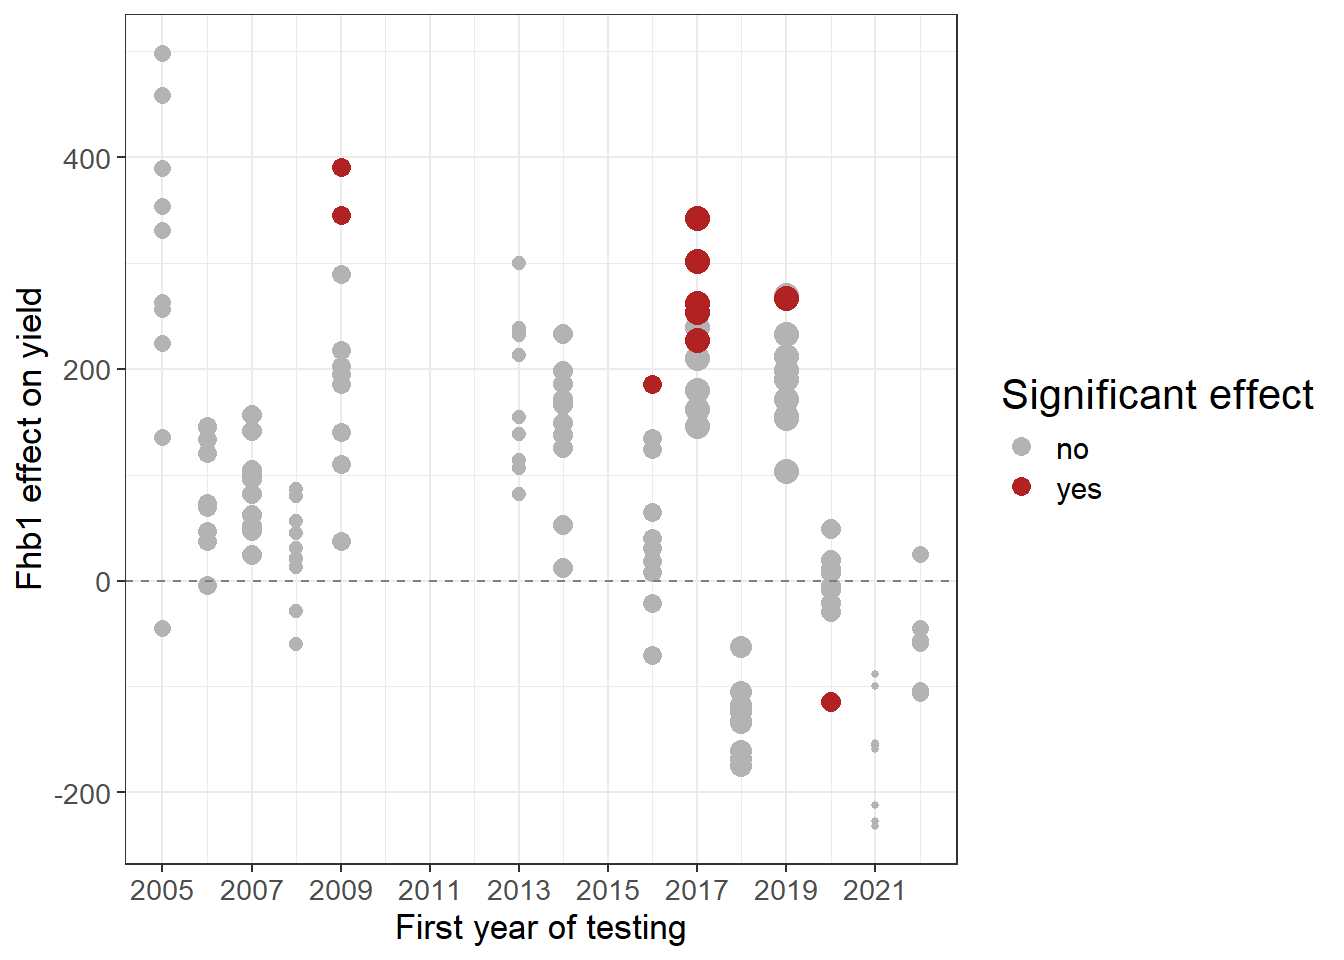 Fhb1 effect on yield
400
200
0
-200
2005 2007 2009 2011 2013 2015 2017 2019 2021
First year of testing
Significant effect
no
yes